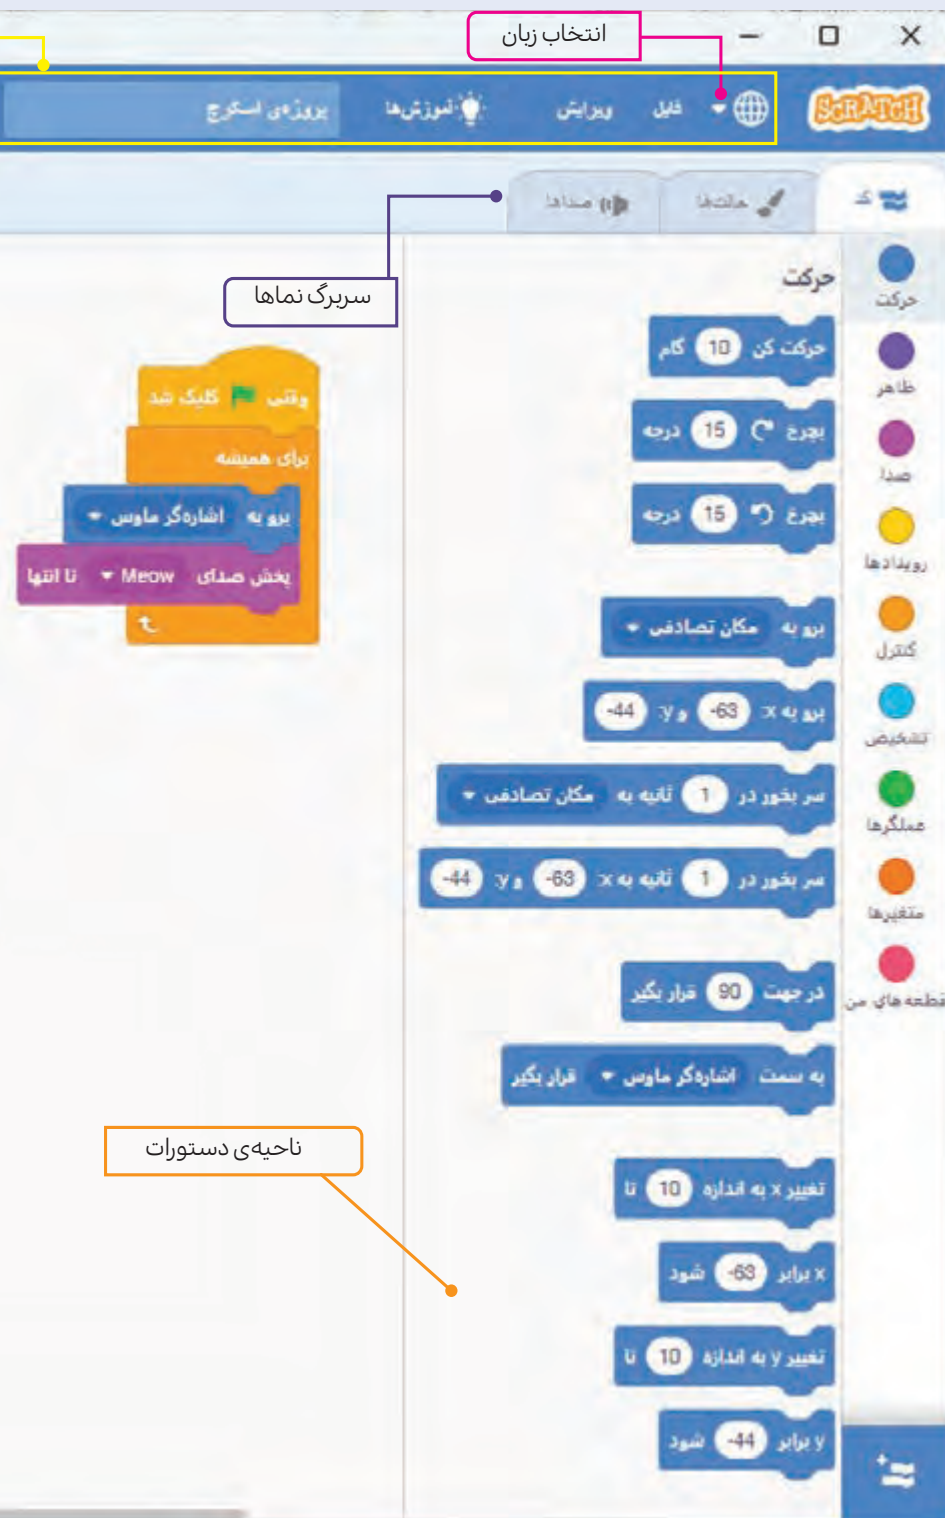 انتخاب زبان
SCRATCH
فایل
ویرایش
آموزش‌ها
پروژه‌ی اسکرچ
کد
حالت‌ها
صداها
سربرگ نماها
حرکت
ظاهر
صدا
رویدادها
کنترل
تشخیص
عملگرها
متغیرها
قطعه های من
حرکت
حرکت کن 10 گام
بچرخ 15 درجه
بچرخ 15 درجه
برو به مکان تصادفی
برو به x: -63 و y: -44
سر بخور در 1 ثانیه به مکان تصادفی
سر بخور در 1 ثانیه به x: -63 و y: -44
در جهت 90 قرار بگیر
به سمت اشاره‌گر ماوس قرار بگیر
تغییر x به اندازه 10 تا
x برابر -63 شود
تغییر y به اندازه 10 تا
y برابر -44 شود
وقتی کلیک شد
برای همیشه
برو به اشاره‌گر ماوس
پخش صدای Meow تا انتها
ناحیه‌ی دستورات